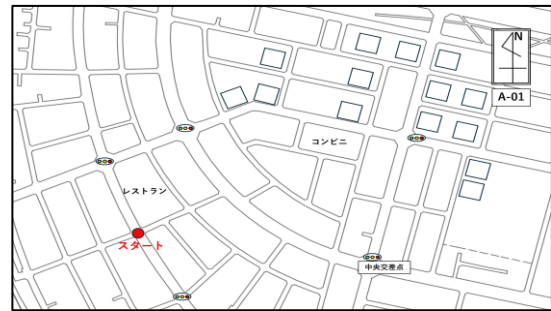 N
A-01
コンビニ
レストラン
スタート
中央交差点